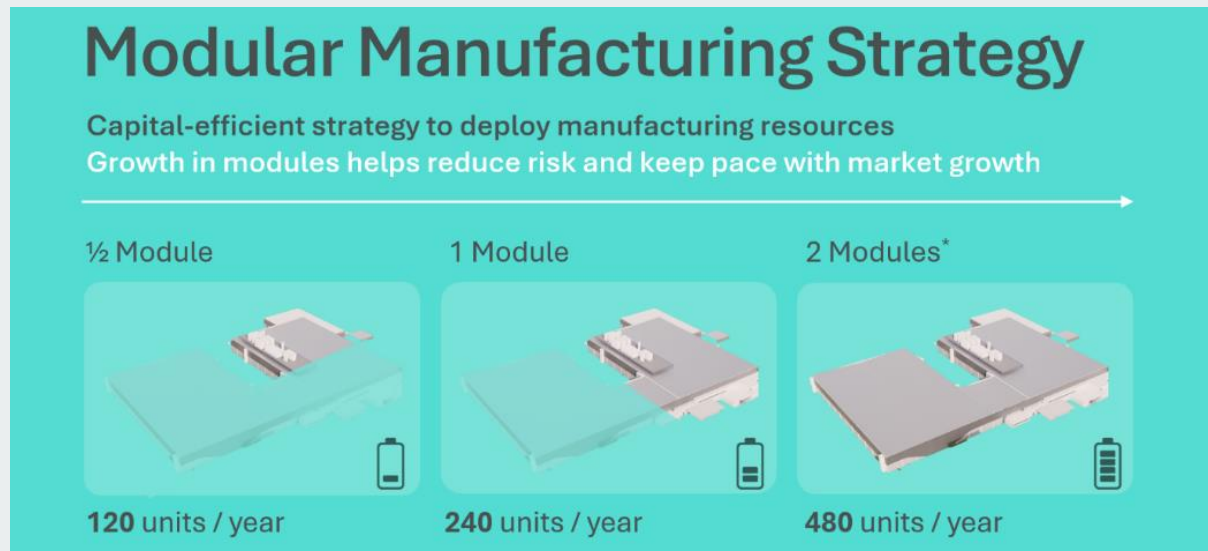 Modular Manufacturing Strategy
Capital-efficient strategy to deploy manufacturing resources
Growth in modules helps reduce risk and keep pace with market growth
½ Module
1 Module
2 Modules*
120 units / year
240 units / year
480 units / year